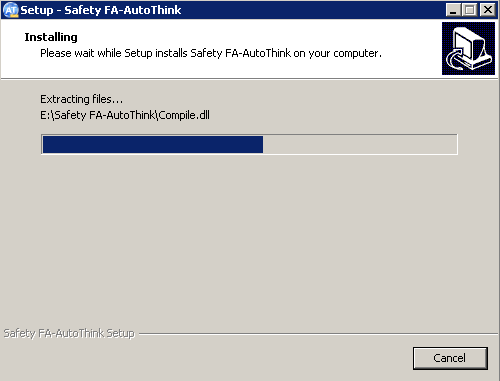 AT Setup - Safety FA-AutoThink
Installing
Please wait while Setup installs Safety FA-AutoThink on your computer.
Extracting files...
E:\Safety FA-AutoThink\Compile.dll
Safety FA-AutoThink Setup
Cancel